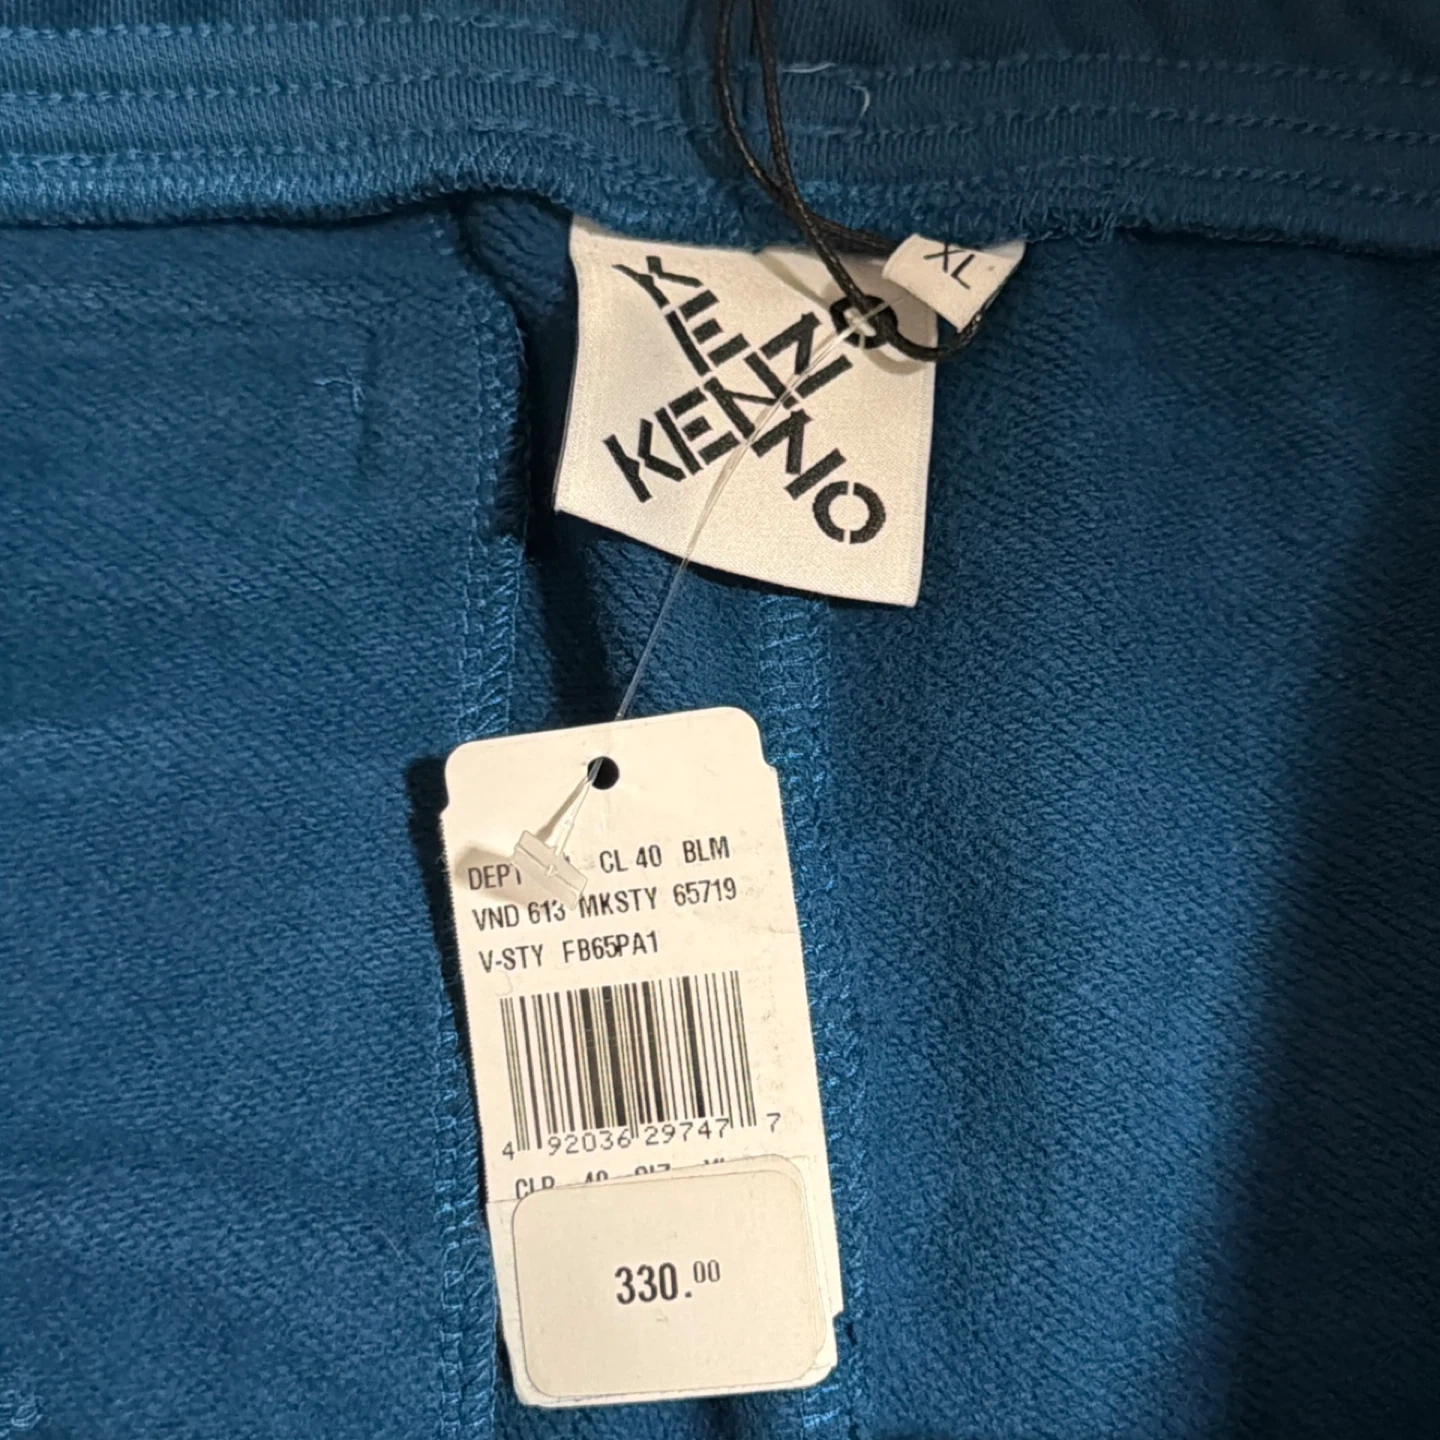 KENZO
KENZO
XL
DEPT CL 40 BLM
VND 613 MKSTY 65719
V-STY FB65PA1
4 92036 29747 7
330.00